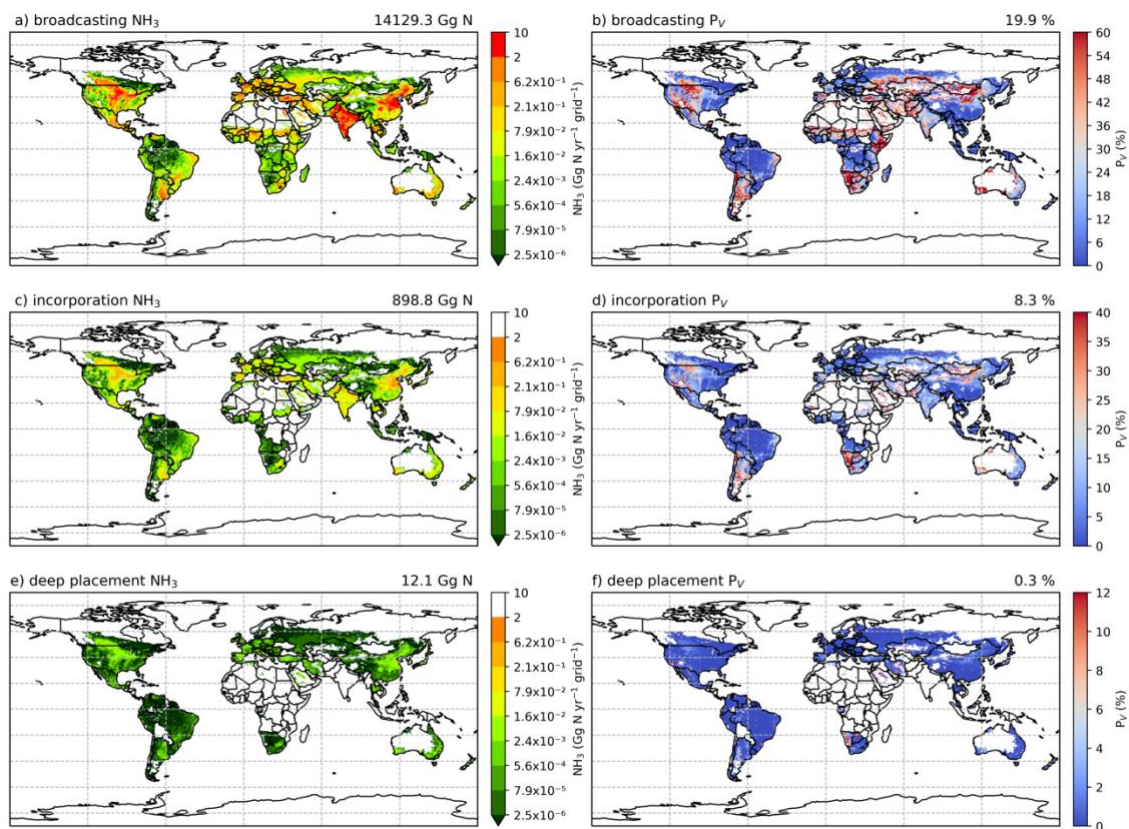 a) broadcasting NH₃ 14129.3 Gg N
10
2
6.2x10⁻¹
2.1x10⁻¹
7.9x10⁻²
1.6x10⁻²
2.4x10⁻³
5.6x10⁻⁴
7.9x10⁻⁵
2.5x10⁻⁶
NH₃ (Gg N yr⁻¹ grid⁻¹)
b) broadcasting Pᵥ 19.9 %
60
54
48
42
36
30
24
18
12
6
0
Pᵥ (%)
c) incorporation NH₃ 898.8 Gg N
10
2
6.2x10⁻¹
2.1x10⁻¹
7.9x10⁻²
1.6x10⁻²
2.4x10⁻³
5.6x10⁻⁴
7.9x10⁻⁵
2.5x10⁻⁶
NH₃ (Gg N yr⁻¹ grid⁻¹)
d) incorporation Pᵥ 8.3 %
40
35
30
25
20
15
10
5
0
Pᵥ (%)
e) deep placement NH₃ 12.1 Gg N
10
2
6.2x10⁻¹
2.1x10⁻¹
7.9x10⁻²
1.6x10⁻²
2.4x10⁻³
5.6x10⁻⁴
7.9x10⁻⁵
2.5x10⁻⁶
NH₃ (Gg N yr⁻¹ grid⁻¹)
f) deep placement Pᵥ 0.3 %
12
10
8
6
4
2
0
Pᵥ (%)